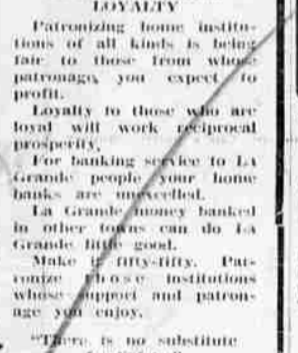 LOYALTY
Patronizing home institu-
tions of all kinds is being
fair to those from whose
patronage, you expect to
profit.
Loyalty to those who are
loyal will work reciprocal
prosperity.
For banking service to La
Grande people your home
banks are unexcelled.
La Grande money banked
in other towns can do La
Grande little good.
Make it fifty-fifty. Pat-
ronize those institutions
whose support and patron-
age you enjoy.
"There is no substitute